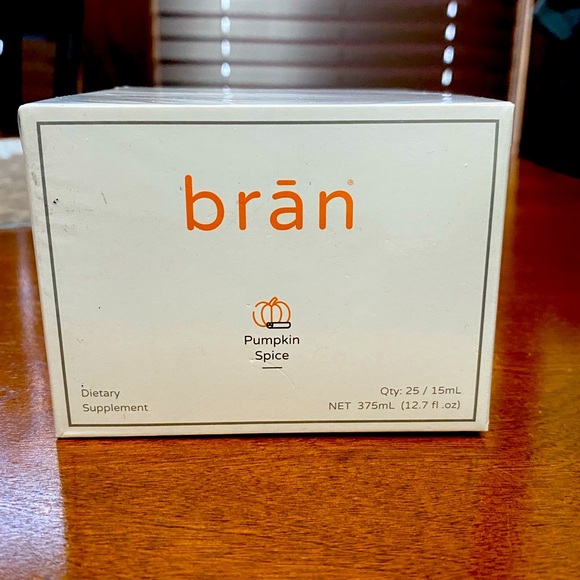 brān®
Pumpkin
Spice
Dietary
Supplement
Qty: 25 / 15mL
NET 375mL (12.7 fl .oz)